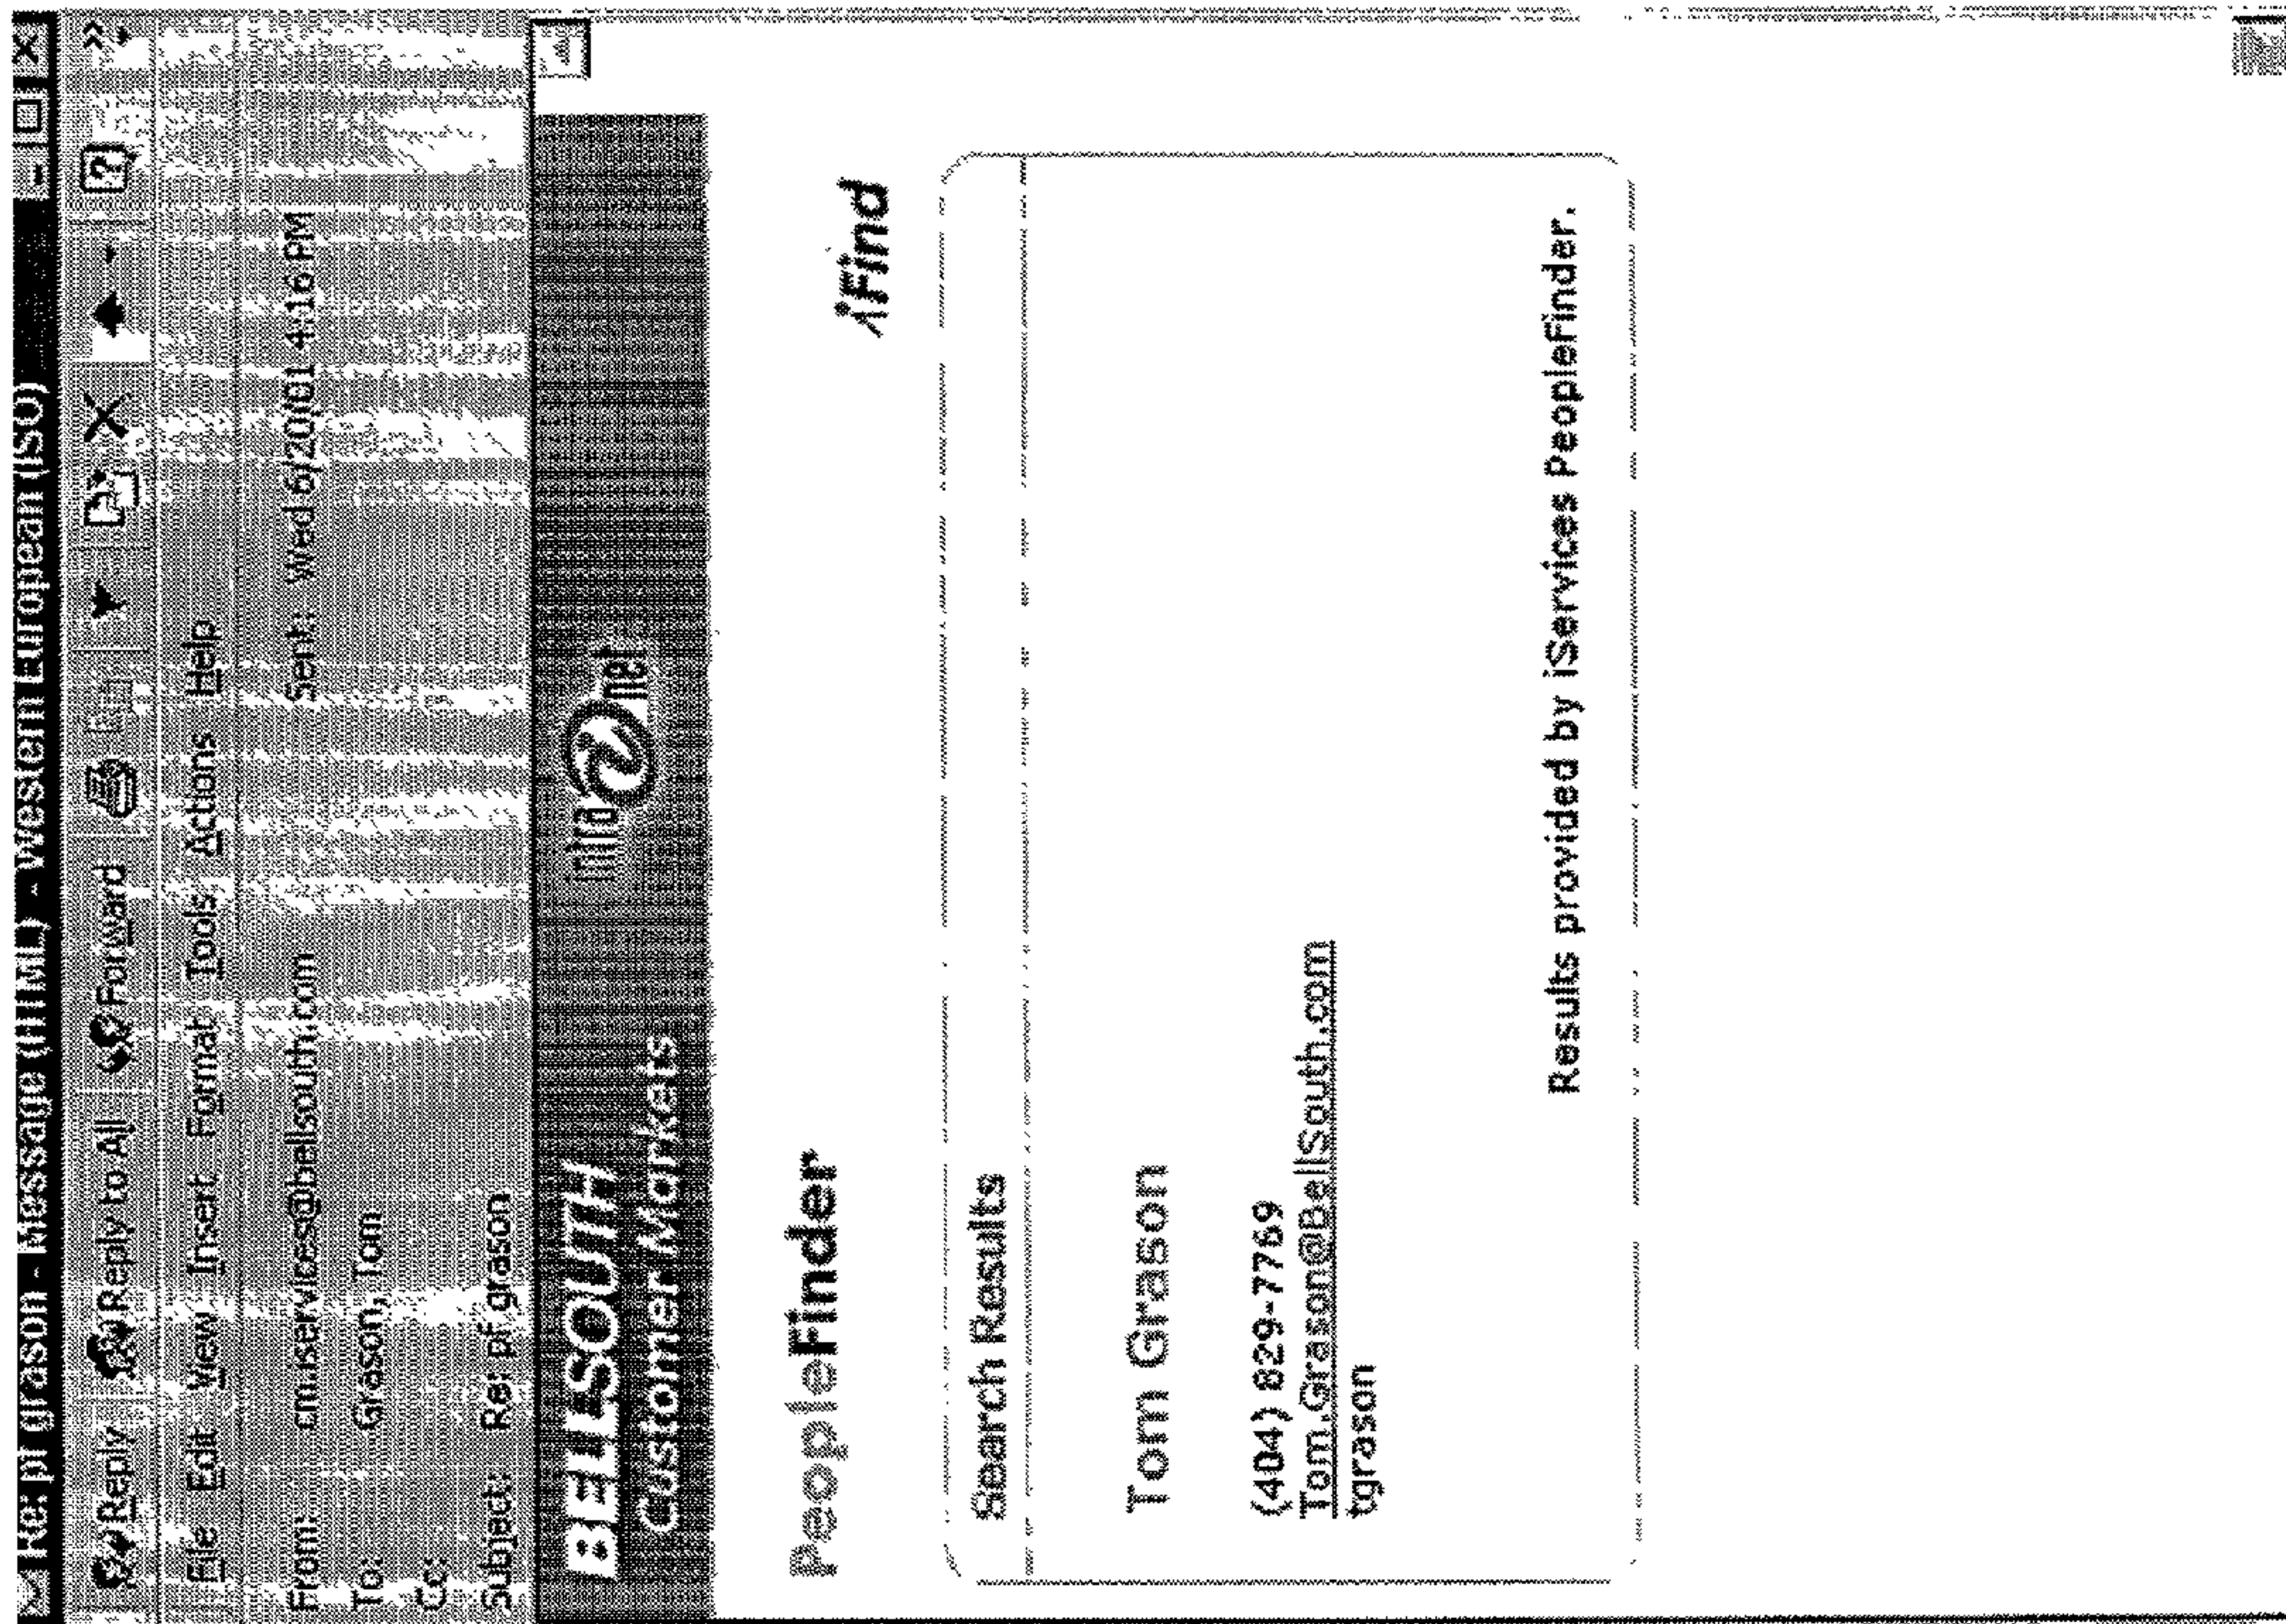 Re: pf grason - Message (HTML) - Western European (ISO)
Reply Reply to All Forward
File Edit View Insert Format Tools Actions Help
From: cm.iservices@bellsouth.com Sent: Wed 6/20/01 4:16 PM
To: Grason, Tom
Cc:
Subject: Re: pf grason
BELLSOUTH
Customer Markets
intra@net
PeopleFinder
iFind
Search Results
Tom Grason
(404) 829-7769
Tom.Grason@BellSouth.com
tgrason
Results provided by iServices PeopleFinder.